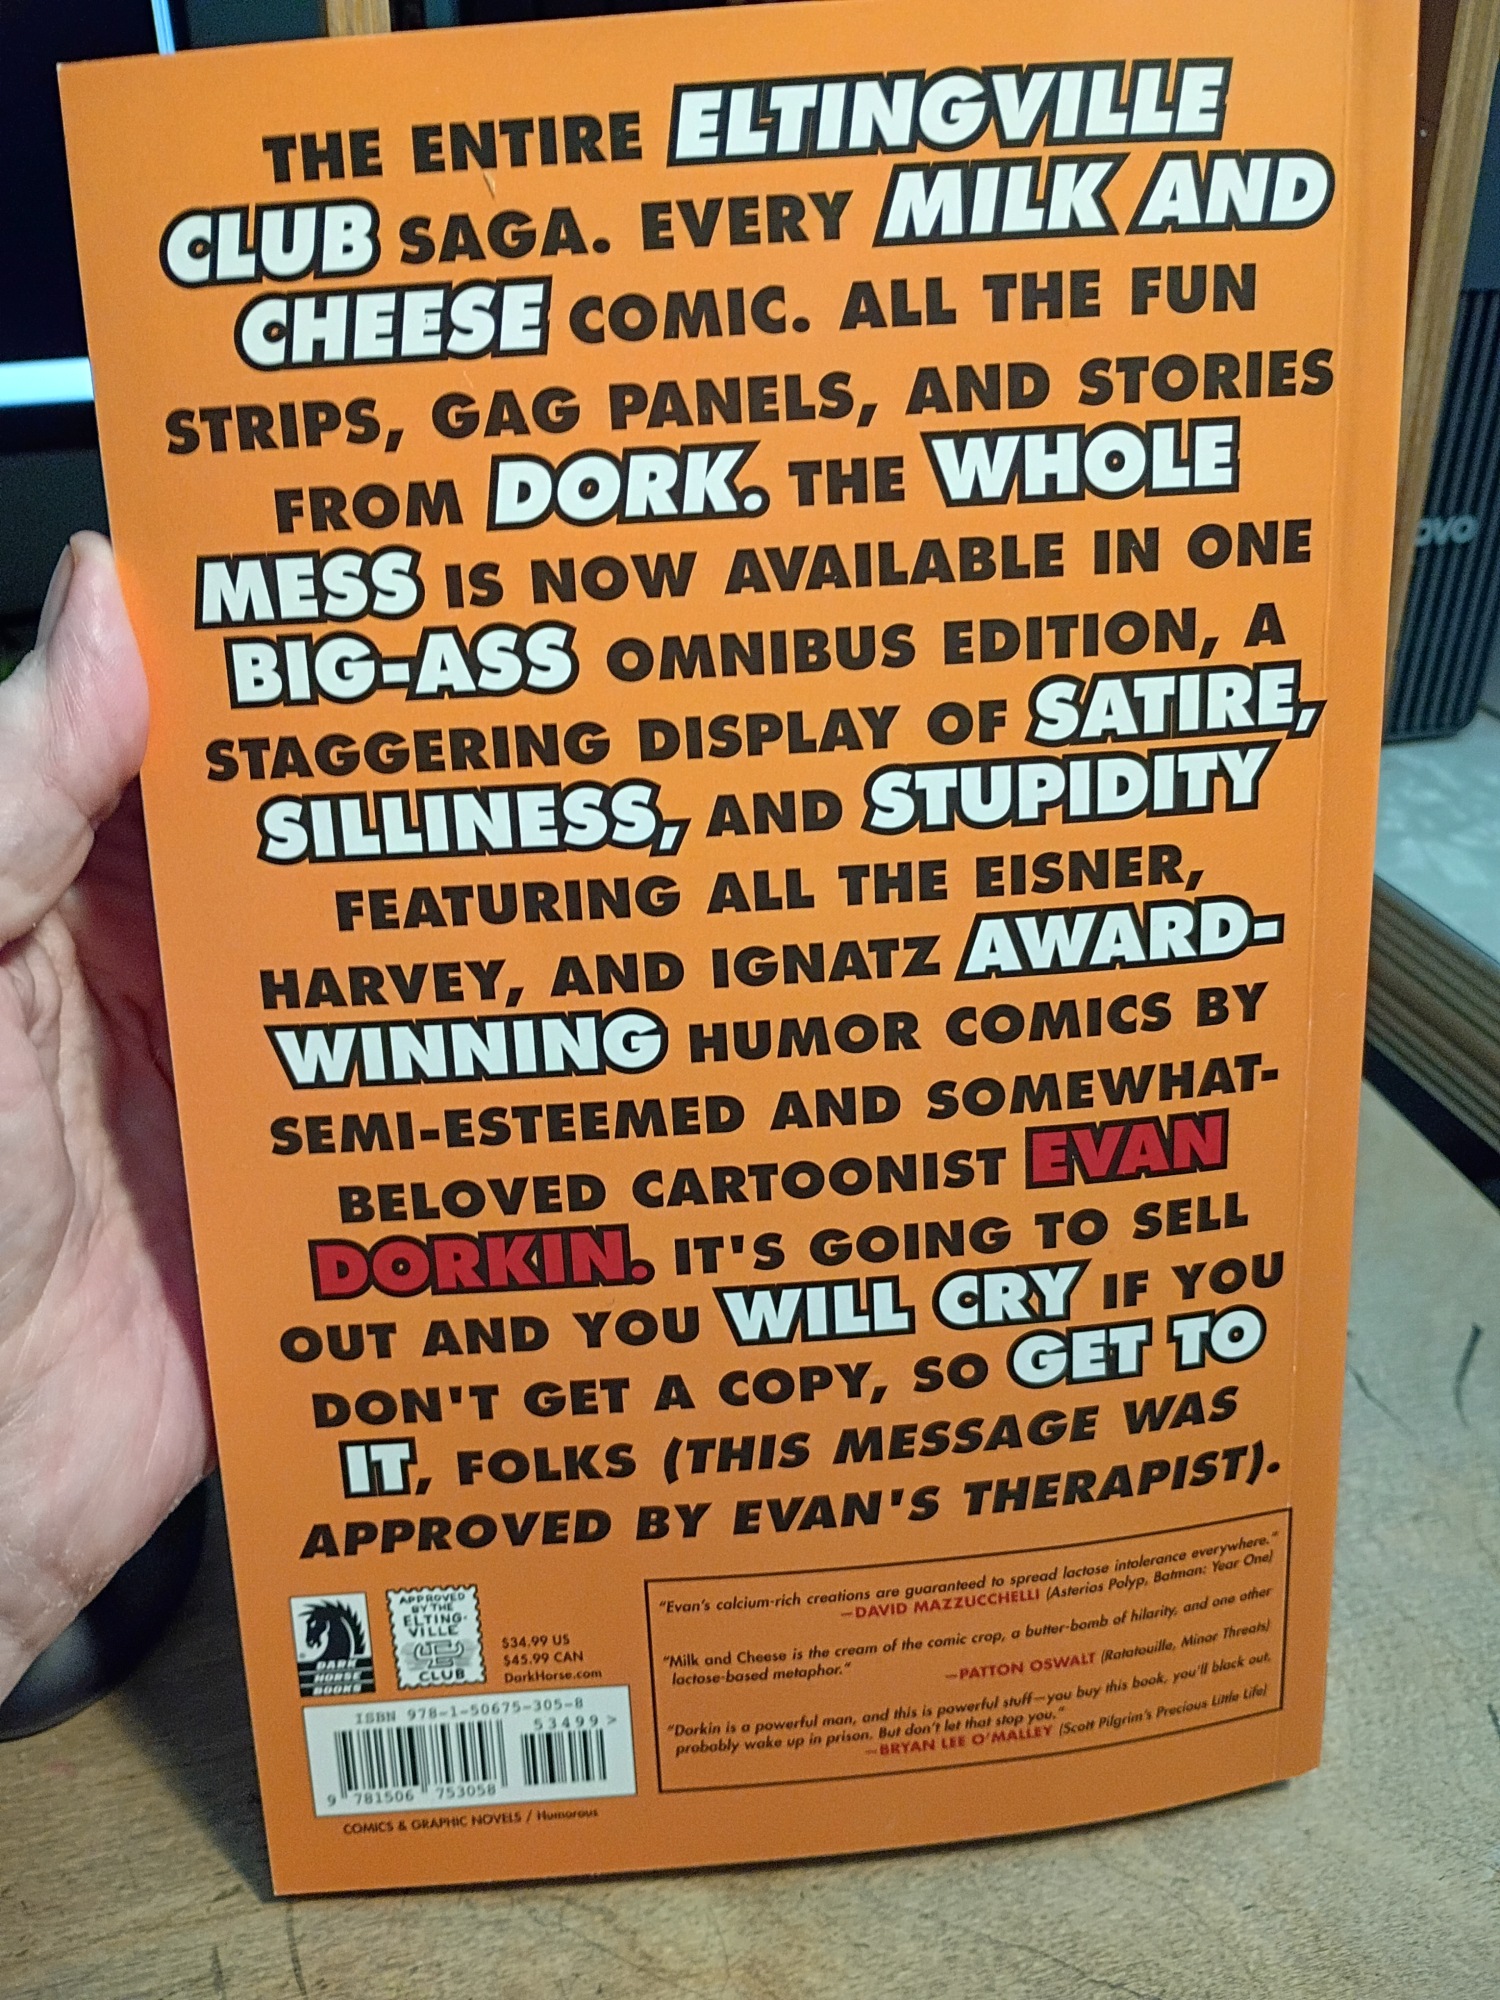 THE ENTIRE ELTINGVILLE
CLUB SAGA. EVERY MILK AND
CHEESE COMIC. ALL THE FUN
STRIPS, GAG PANELS, AND STORIES
FROM DORK. THE WHOLE
MESS IS NOW AVAILABLE IN ONE
BIG-ASS OMNIBUS EDITION, A
STAGGERING DISPLAY OF SATIRE,
SILLINESS, AND STUPIDITY
FEATURING ALL THE EISNER,
HARVEY, AND IGNATZ AWARD-
WINNING HUMOR COMICS BY
SEMI-ESTEEMED AND SOMEWHAT-
BELOVED CARTOONIST EVAN
DORKIN. IT'S GOING TO SELL
OUT AND YOU WILL CRY IF YOU
DON'T GET A COPY, SO GET TO
IT, FOLKS (THIS MESSAGE WAS
APPROVED BY EVAN'S THERAPIST).
DARK
HORSE
BOOKS
APPROVED
BY THE
ELTING-
VILLE
CLUB
$34.99 US
$45.99 CAN
DarkHorse.com
ISBN 978-1-50675-305-8
53499>
9 781506 753058
COMICS & GRAPHIC NOVELS / Humorous
"Evan's calcium-rich creations are guaranteed to spread lactose intolerance everywhere."
—DAVID MAZZUCCHELLI (Asterios Polyp, Batman: Year One)
"Milk and Cheese is the cream of the comic crop, a butter-bomb of hilarity, and one other
lactose-based metaphor."
—PATTON OSWALT (Ratatouille, Minor Threats)
"Dorkin is a powerful man, and this is powerful stuff—you buy this book, you'll black out,
probably wake up in prison. But don't let that stop you."
—BRYAN LEE O'MALLEY (Scott Pilgrim's Precious Little Life)
ovo